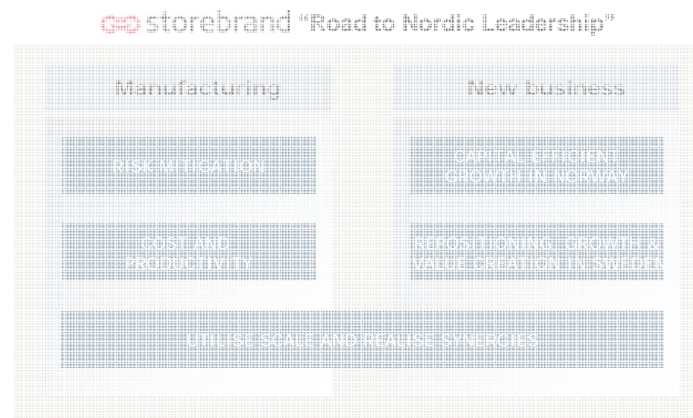 storebrand "Road to Nordic Leadership"
Manufacturing
New business
RISK MITIGATION
CAPITAL EFFICIENT
GROWTH IN NORWAY
COST AND
PRODUCTIVITY
REPOSITIONING, GROWTH &
VALUE CREATION IN SWEDEN
UTILISE SCALE AND REALISE SYNERGIES